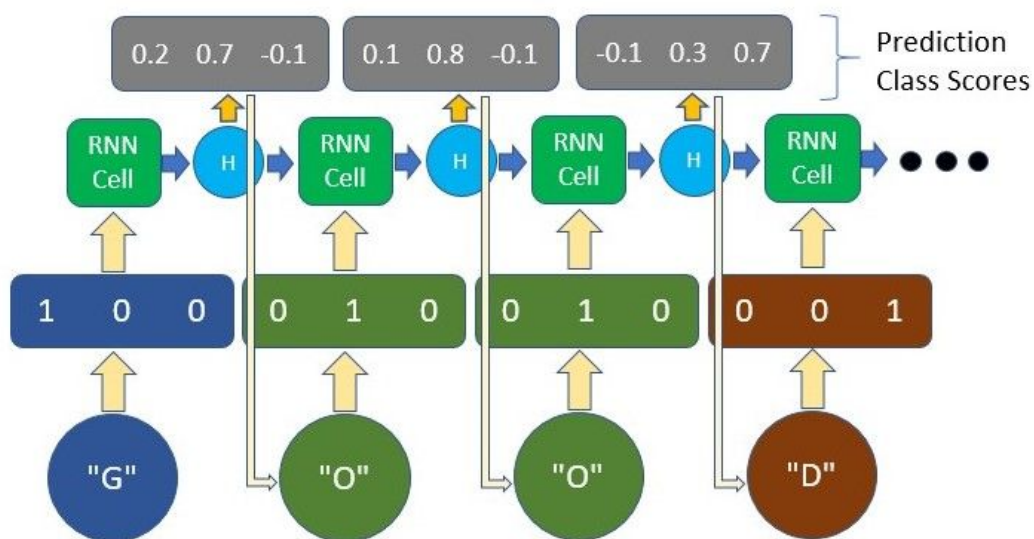 0.2 0.7 -0.1
0.1 0.8 -0.1
-0.1 0.3 0.7
Prediction
Class Scores
RNN
Cell
H
RNN
Cell
H
RNN
Cell
H
RNN
Cell
1 0 0
0 1 0
0 1 0
0 0 1
"G"
"O"
"O"
"D"